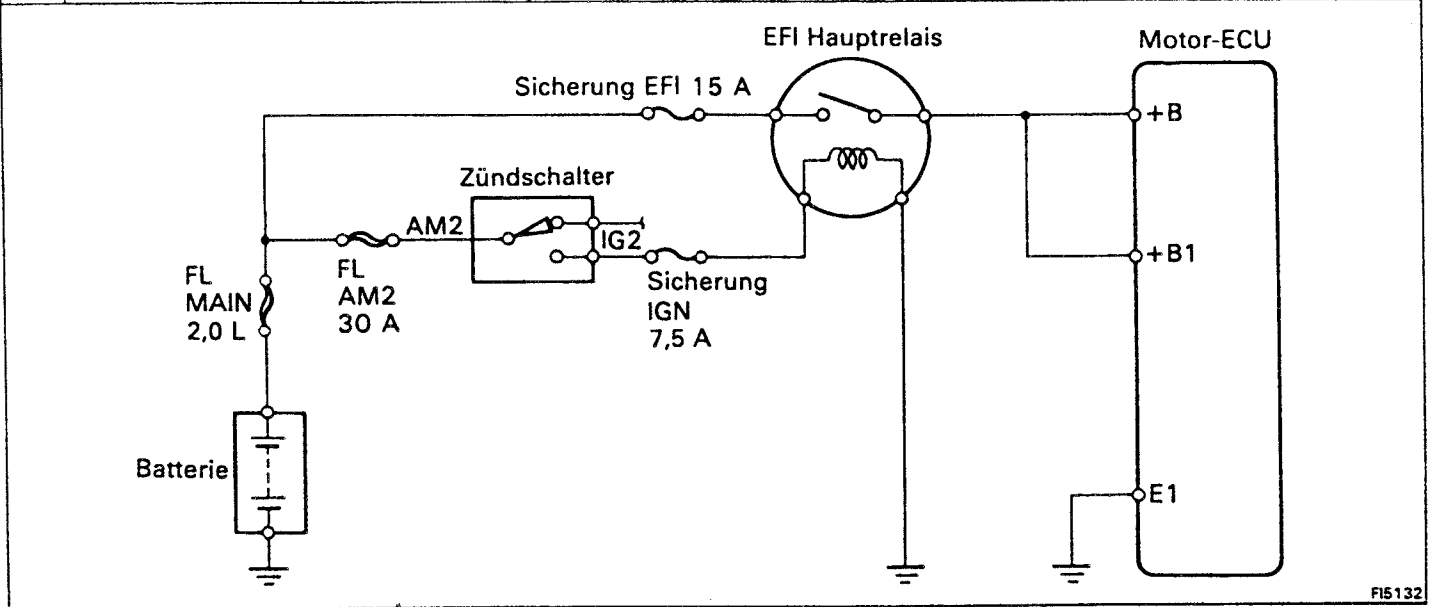 EFI Hauptrelais
Motor-ECU
Sicherung EFI 15 A
+B
Zündschalter
AM2
IG2
+B1
FL
MAIN
2,0 L
FL
AM2
30 A
Sicherung
IGN
7,5 A
Batterie
E1
FI5132